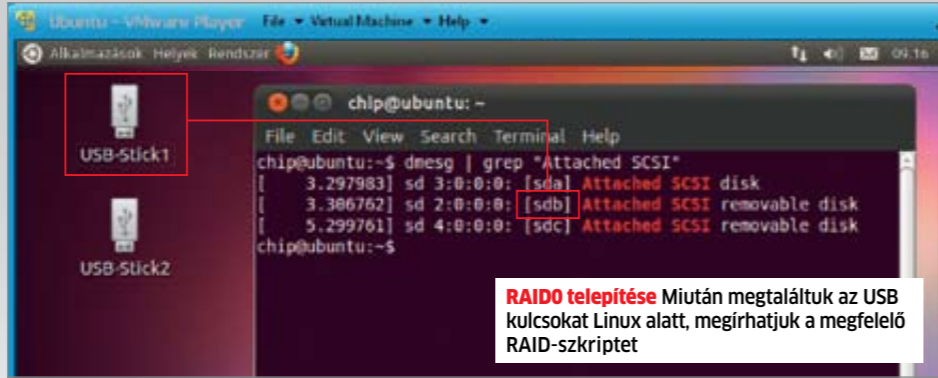 Ubuntu - VMware Player File Virtual Machine Help
Alkalmazások Helyek Rendszer 09.16
USB-Stick1
USB-Stick2
chip@ubuntu: ~
File Edit View Search Terminal Help
chip@ubuntu:~$ dmesg | grep "Attached SCSI"
[ 3.297983] sd 3:0:0:0: [sda] Attached SCSI disk
[ 3.306762] sd 2:0:0:0: [sdb] Attached SCSI removable disk
[ 5.299761] sd 4:0:0:0: [sdc] Attached SCSI removable disk
chip@ubuntu:~$
RAID0 telepítése Miután megtaláltuk az USB
kulcsokat Linux alatt, megírhatjuk a megfelelő
RAID-szkriptet